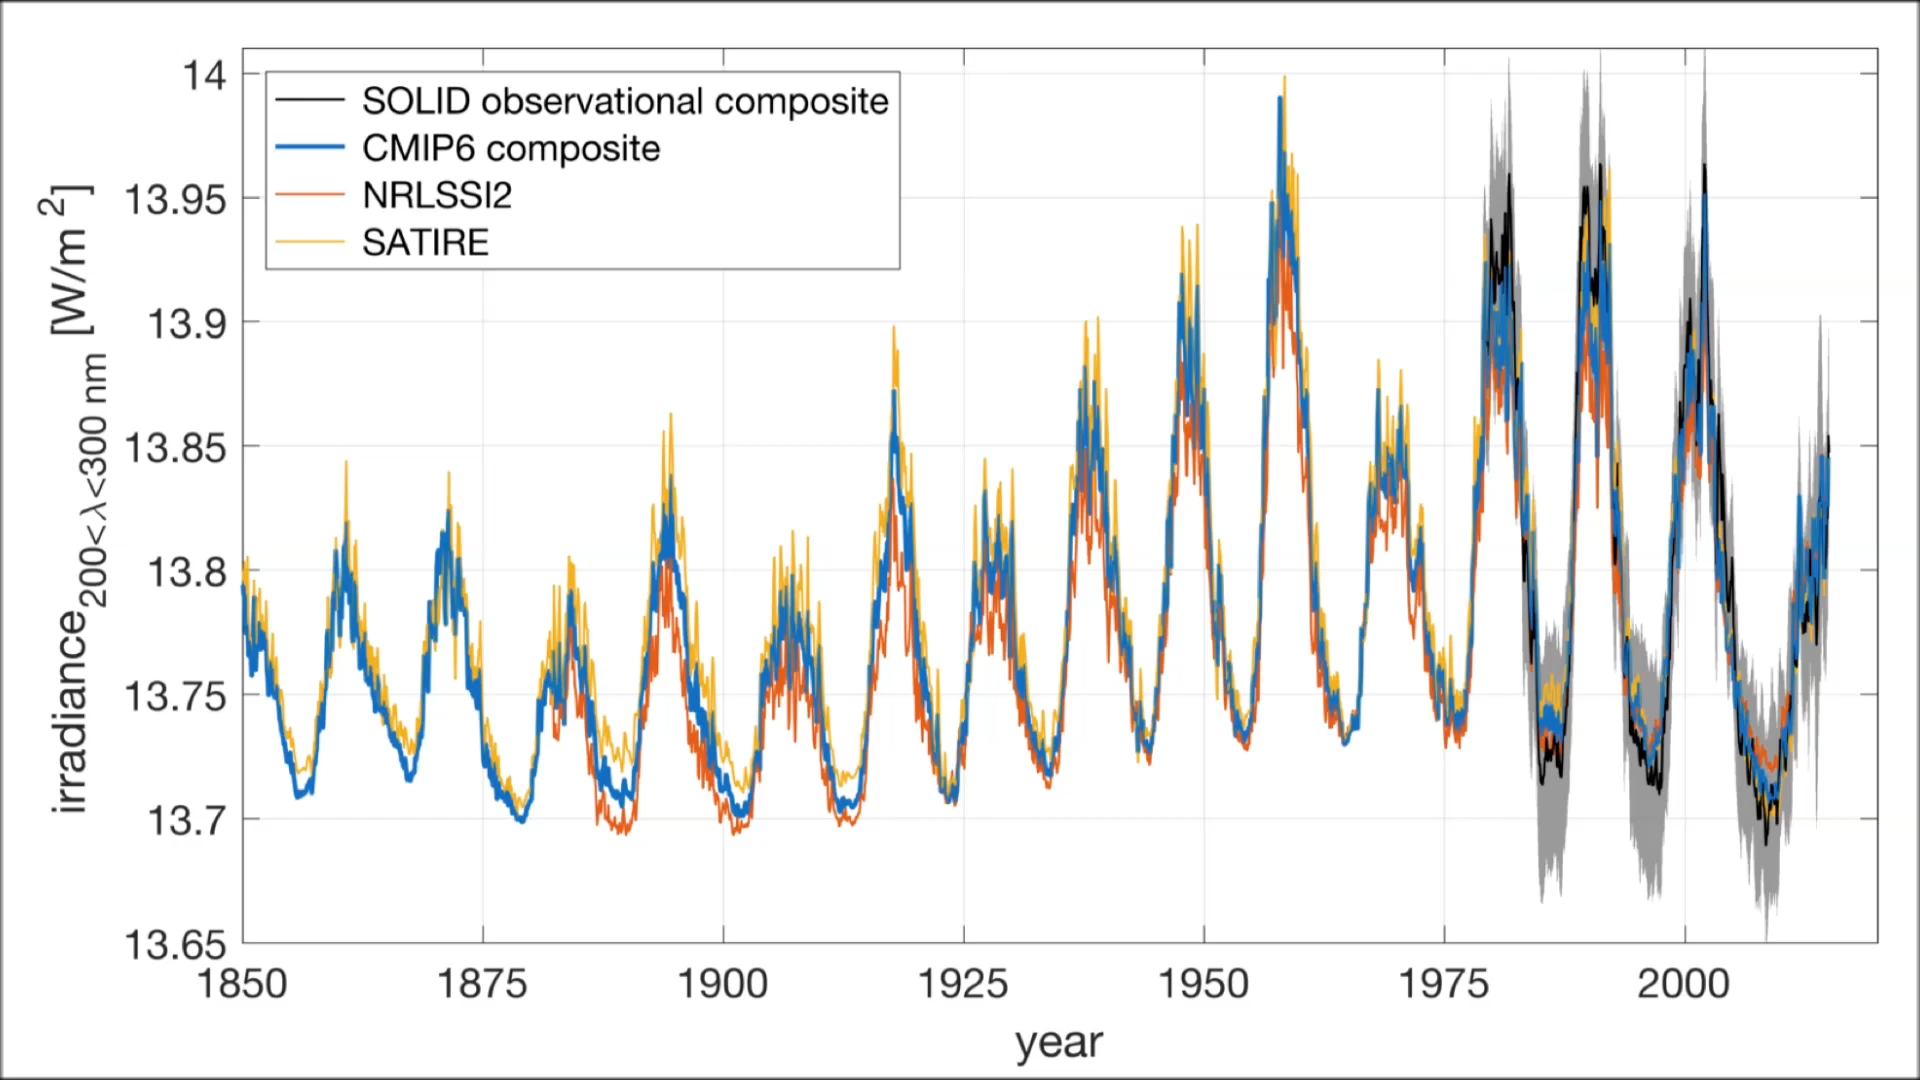 14
13.95
13.9
13.85
13.8
13.75
13.7
13.65
irradiance200<λ<300 nm [W/m 2]
SOLID observational composite
CMIP6 composite
NRLSSI2
SATIRE
1850 1875 1900 1925 1950 1975 2000
year